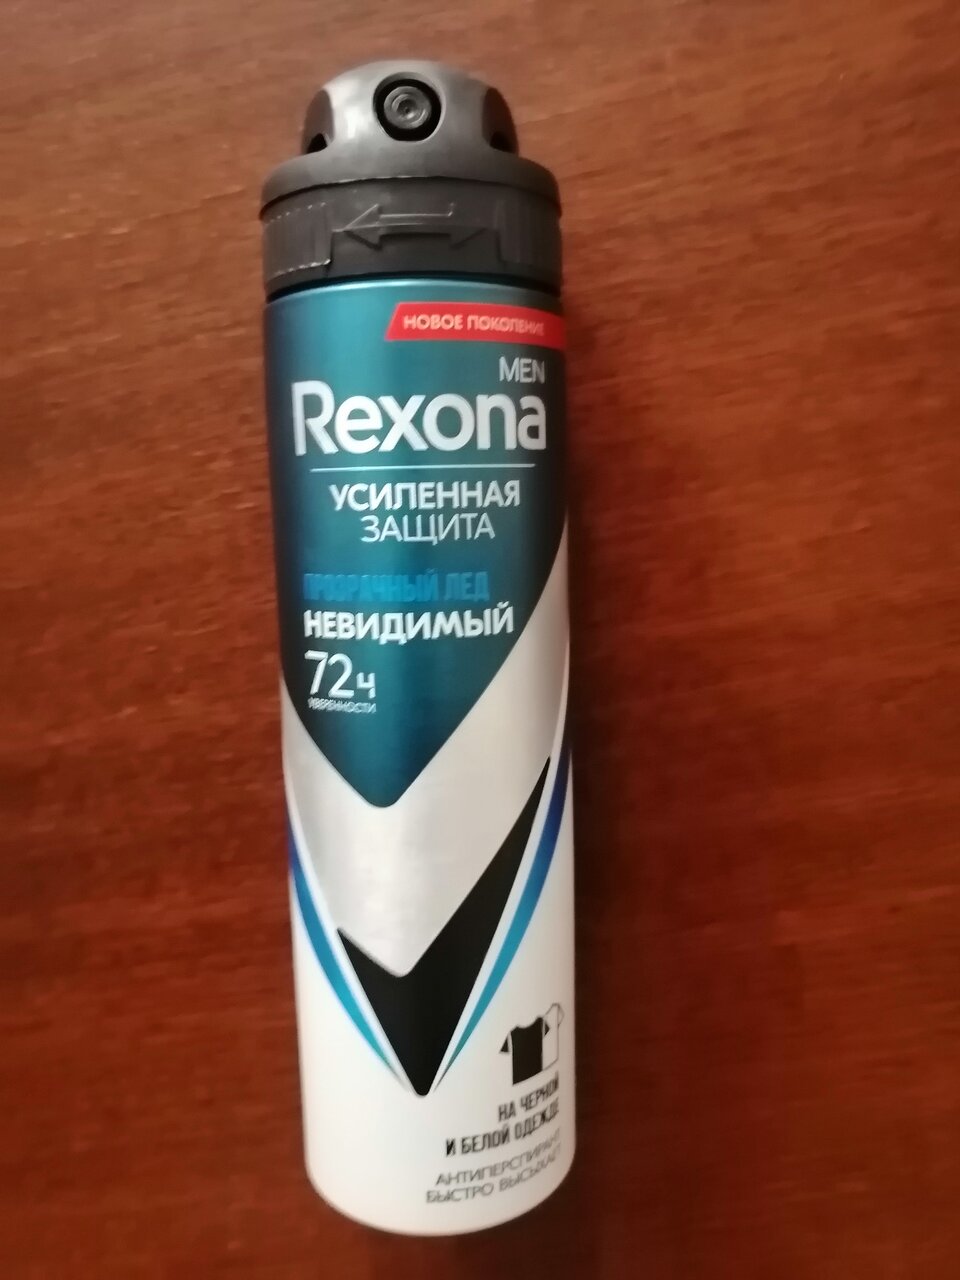 НОВОЕ ПОКОЛЕНИЕ
MEN
Rexona
УСИЛЕННАЯ
ЗАЩИТА
ПРОЗРАЧНЫЙ ЛЕД
НЕВИДИМЫЙ
72ч
УВЕРЕННОСТИ
НА ЧЕРНОЙ
И БЕЛОЙ ОДЕЖДЕ
АНТИПЕРСПИРАНТ
БЫСТРО ВЫСЫХАЕТ